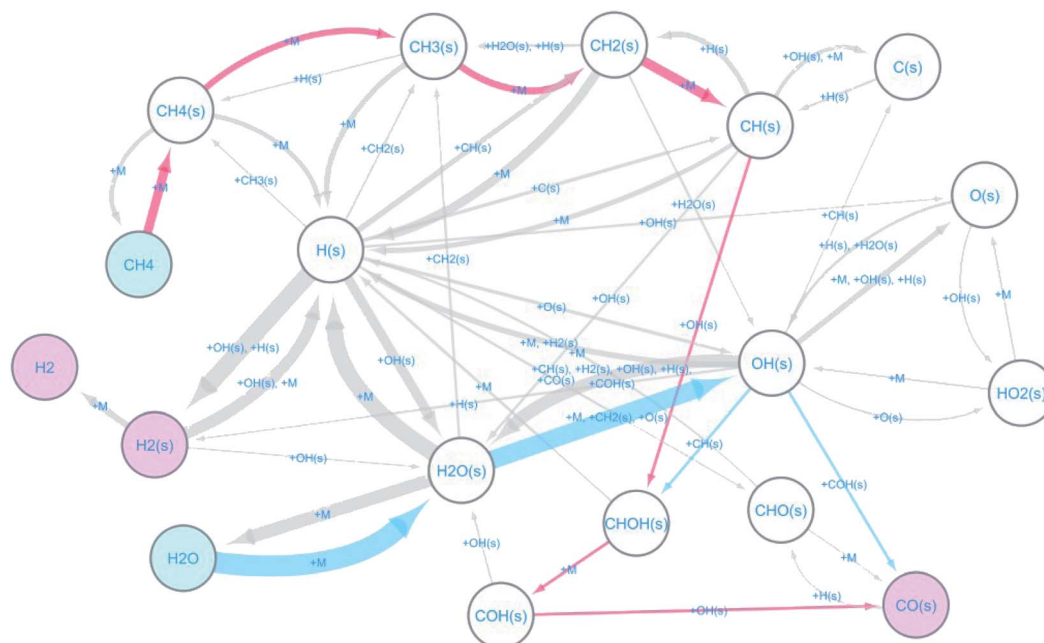 CH3(s)
CH2(s)
+M
+H2O(s), +H(s)
+H(s)
+OH(s), +M
C(s)
+H(s)
+M
+M
+H(s)
CH4(s)
CH(s)
+M
+M
+CH2(s)
+CH(s)
+M
+M
+M
+CH3(s)
+C(s)
O(s)
+M
+H2O(s)
+CH(s)
+OH(s)
H(s)
+H(s), +H2O(s)
CH4
+CH2(s)
+M, +OH(s), +H(s)
+OH(s)
+M
+O(s)
+OH(s)
+OH(s)
+M, +H2(s)
+M
+OH(s), +H(s)
+OH(s)
OH(s)
H2
+CH(s), +H2(s), +OH(s), +H(s),
+CO(s)
+COH(s)
+M
+OH(s), +M
+M
+M
HO2(s)
+M
+H(s)
+M, +CH2(s), +O(s)
+O(s)
H2(s)
+CH(s)
+OH(s)
H2O(s)
+COH(s)
+M
CHOH(s)
CHO(s)
+OH(s)
H2O
+M
+M
+M
+H(s)
COH(s)
+OH(s)
CO(s)